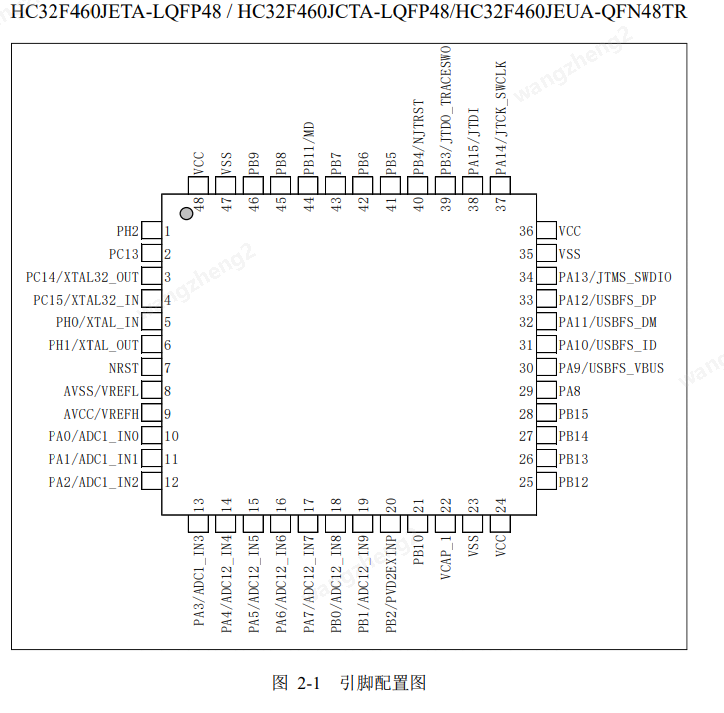 HC32F460JETA-LQFP48 / HC32F460JCTA-LQFP48/HC32F460JEUA-QFN48TR
VCC
VSS
PB9
PB8
PB11/MD
PB7
PB6
PB5
PB4/NJTRST
PB3/JTDO_TRACESWO
PA15/JTDI
PA14/JTCK_SWCLK
48
47
46
45
44
43
42
41
40
39
38
37
PH2 1
PC13 2
PC14/XTAL32_OUT 3
PC15/XTAL32_IN 4
PH0/XTAL_IN 5
PH1/XTAL_OUT 6
NRST 7
AVSS/VREFL 8
AVCC/VREFH 9
PA0/ADC1_IN0 10
PA1/ADC1_IN1 11
PA2/ADC1_IN2 12
36 VCC
35 VSS
34 PA13/JTMS_SWDIO
33 PA12/USBFS_DP
32 PA11/USBFS_DM
31 PA10/USBFS_ID
30 PA9/USBFS_VBUS
29 PA8
28 PB15
27 PB14
26 PB13
25 PB12
13
14
15
16
17
18
19
20
21
22
23
24
PA3/ADC1_IN3
PA4/ADC12_IN4
PA5/ADC12_IN5
PA6/ADC12_IN6
PA7/ADC12_IN7
PB0/ADC12_IN8
PB1/ADC12_IN9
PB2/PVD2EXINP
PB10
VCAP_1
VSS
VCC
图 2-1 引脚配置图
wangzheng2
wangzheng2
wangzheng2